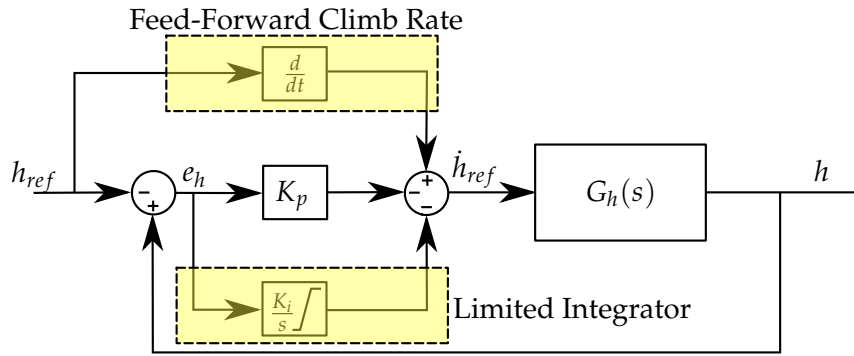 Feed-Forward Climb Rate
d
dt
h_ref
-
+
e_h
K_p
+
-
-
ḣ_ref
G_h(s)
h
K_i
s
Limited Integrator